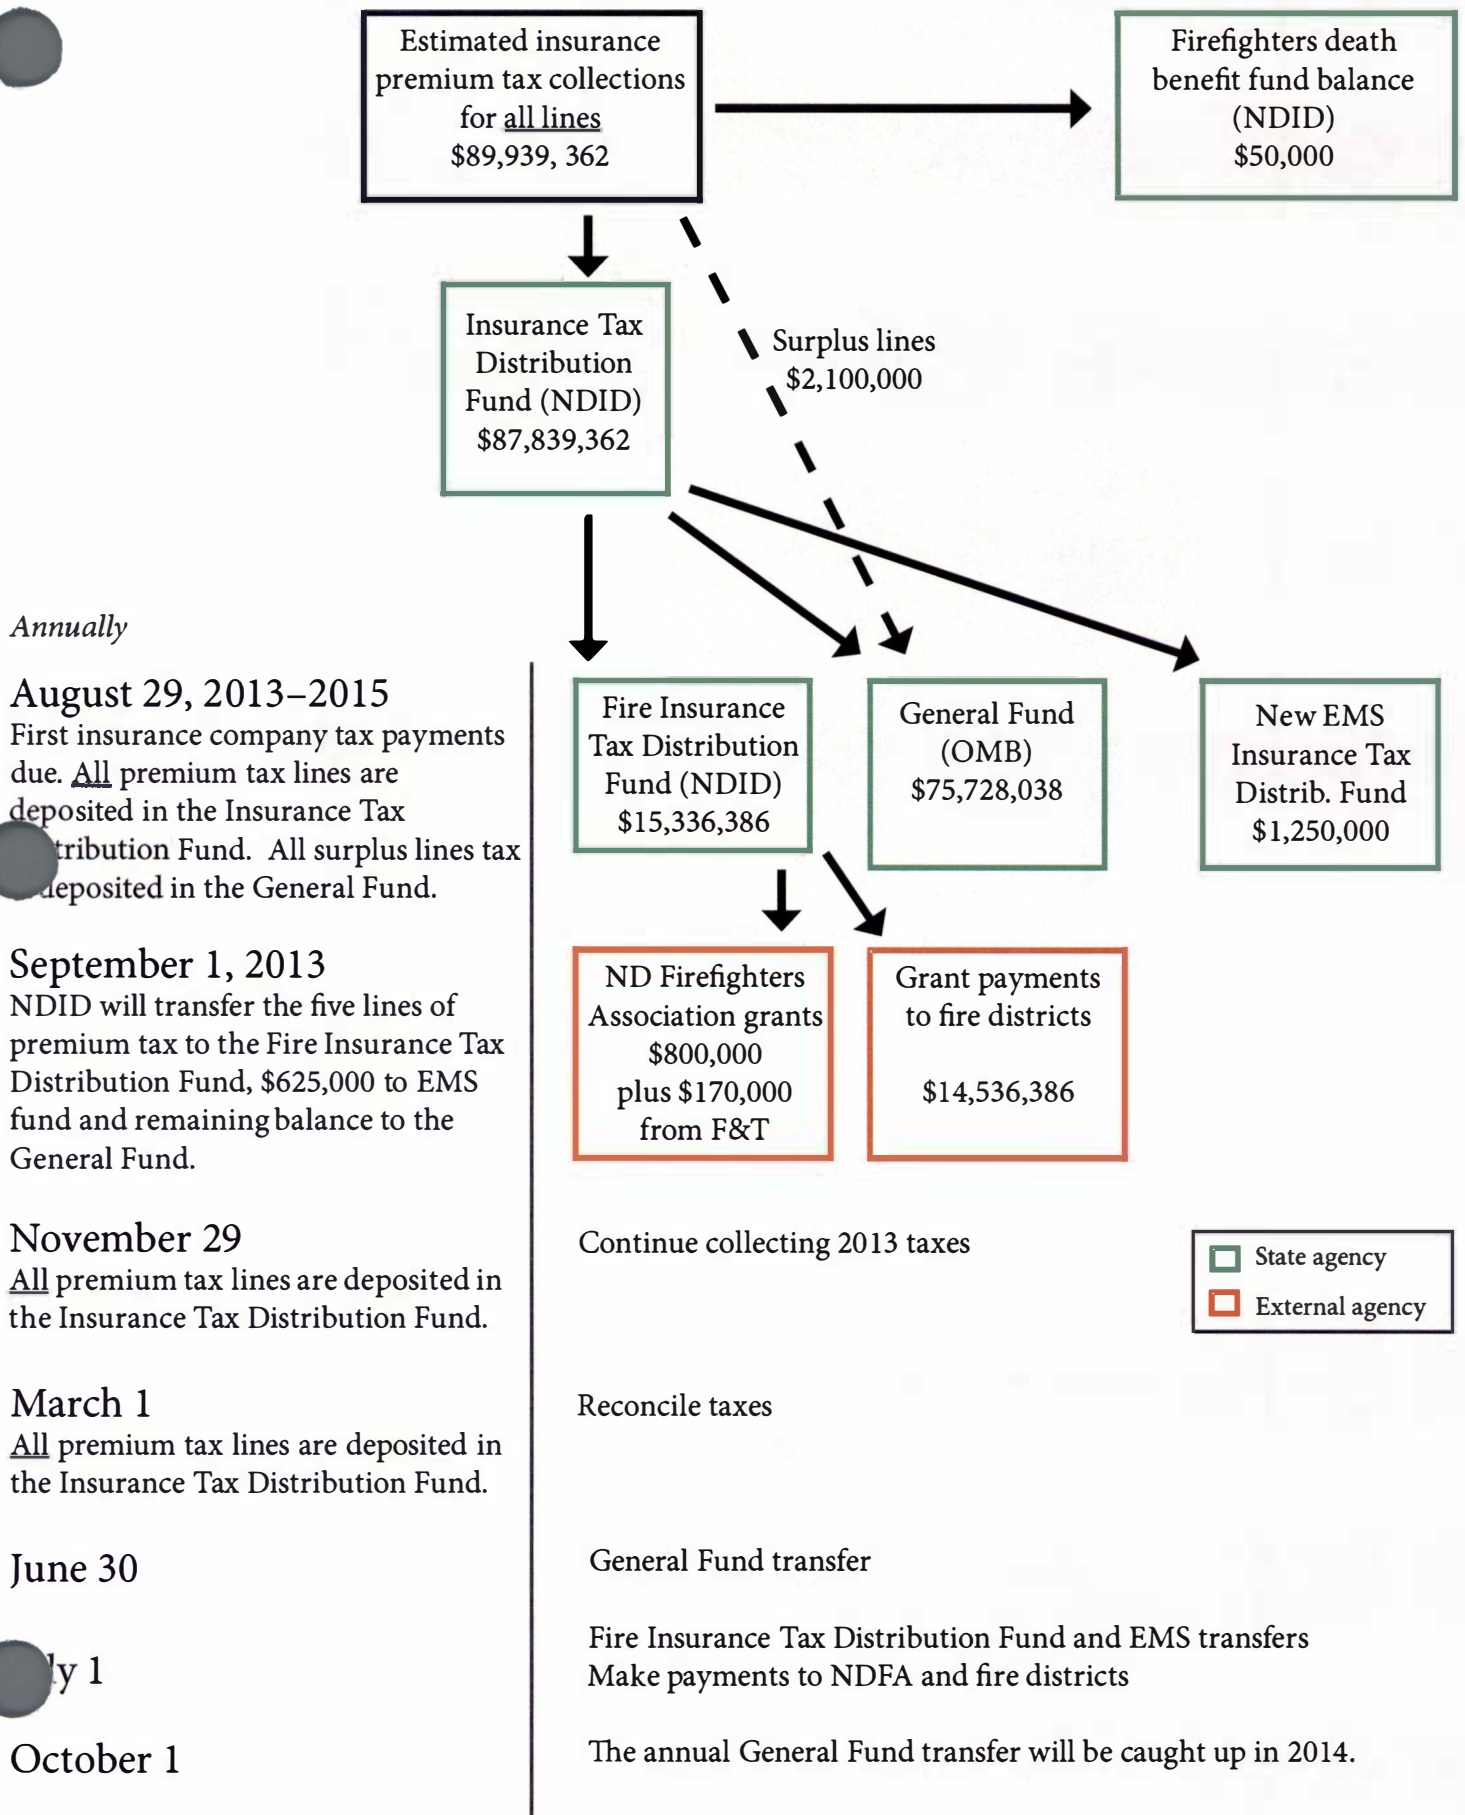 Estimated insurance
premium tax collections
for all lines
$89,939, 362
Firefighters death
benefit fund balance
(NDID)
$50,000
Insurance Tax
Distribution
Fund (NDID)
$87,839,362
Surplus lines
$2,100,000
Fire Insurance
Tax Distribution
Fund (NDID)
$15,336,386
General Fund
(OMB)
$75,728,038
New EMS
Insurance Tax
Distrib. Fund
$1,250,000
ND Firefighters
Association grants
$800,000
plus $170,000
from F&T
Grant payments
to fire districts
$14,536,386
Annually
August 29, 2013–2015
First insurance company tax payments
due. All premium tax lines are
deposited in the Insurance Tax
tribution Fund. All surplus lines tax
deposited in the General Fund.
September 1, 2013
NDID will transfer the five lines of
premium tax to the Fire Insurance Tax
Distribution Fund, $625,000 to EMS
fund and remaining balance to the
General Fund.
November 29
All premium tax lines are deposited in
the Insurance Tax Distribution Fund.
Continue collecting 2013 taxes
State agency
External agency
March 1
All premium tax lines are deposited in
the Insurance Tax Distribution Fund.
Reconcile taxes
June 30
General Fund transfer
ly 1
Fire Insurance Tax Distribution Fund and EMS transfers
Make payments to NDFA and fire districts
October 1
The annual General Fund transfer will be caught up in 2014.